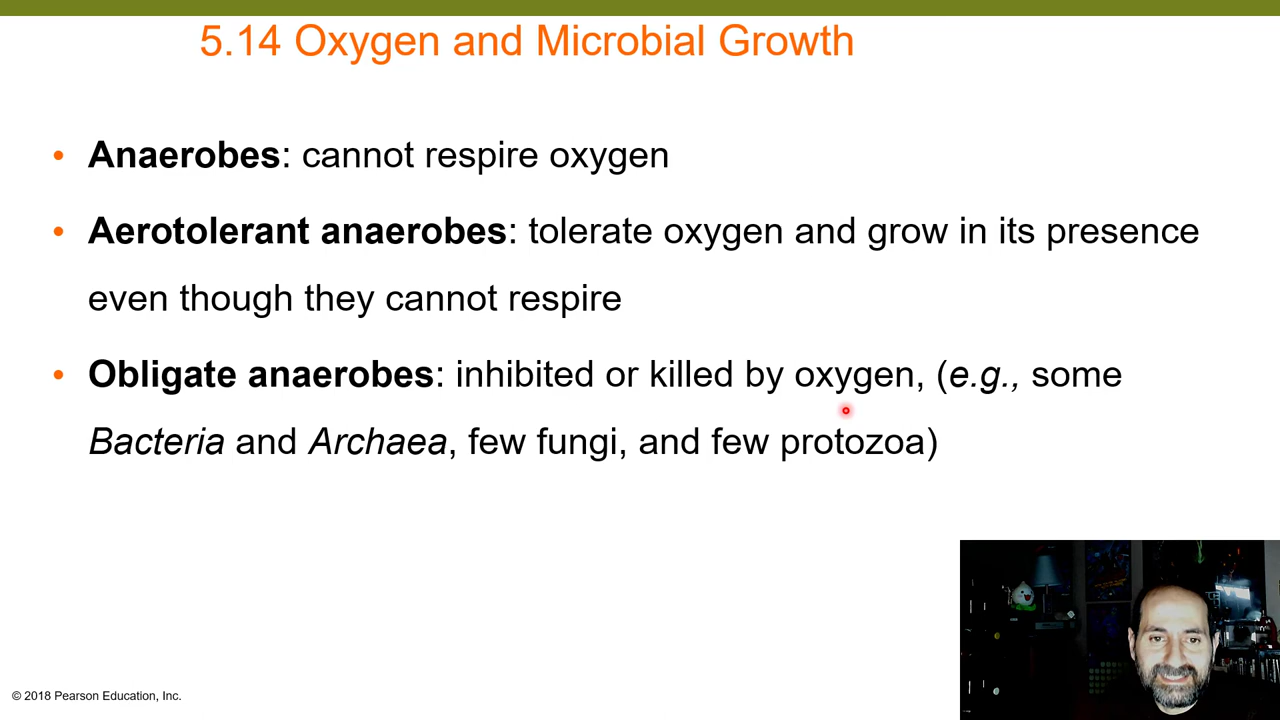 5.14 Oxygen and Microbial Growth
• Anaerobes: cannot respire oxygen
• Aerotolerant anaerobes: tolerate oxygen and grow in its presence
even though they cannot respire
• Obligate anaerobes: inhibited or killed by oxygen, (e.g., some
Bacteria and Archaea, few fungi, and few protozoa)
© 2018 Pearson Education, Inc.